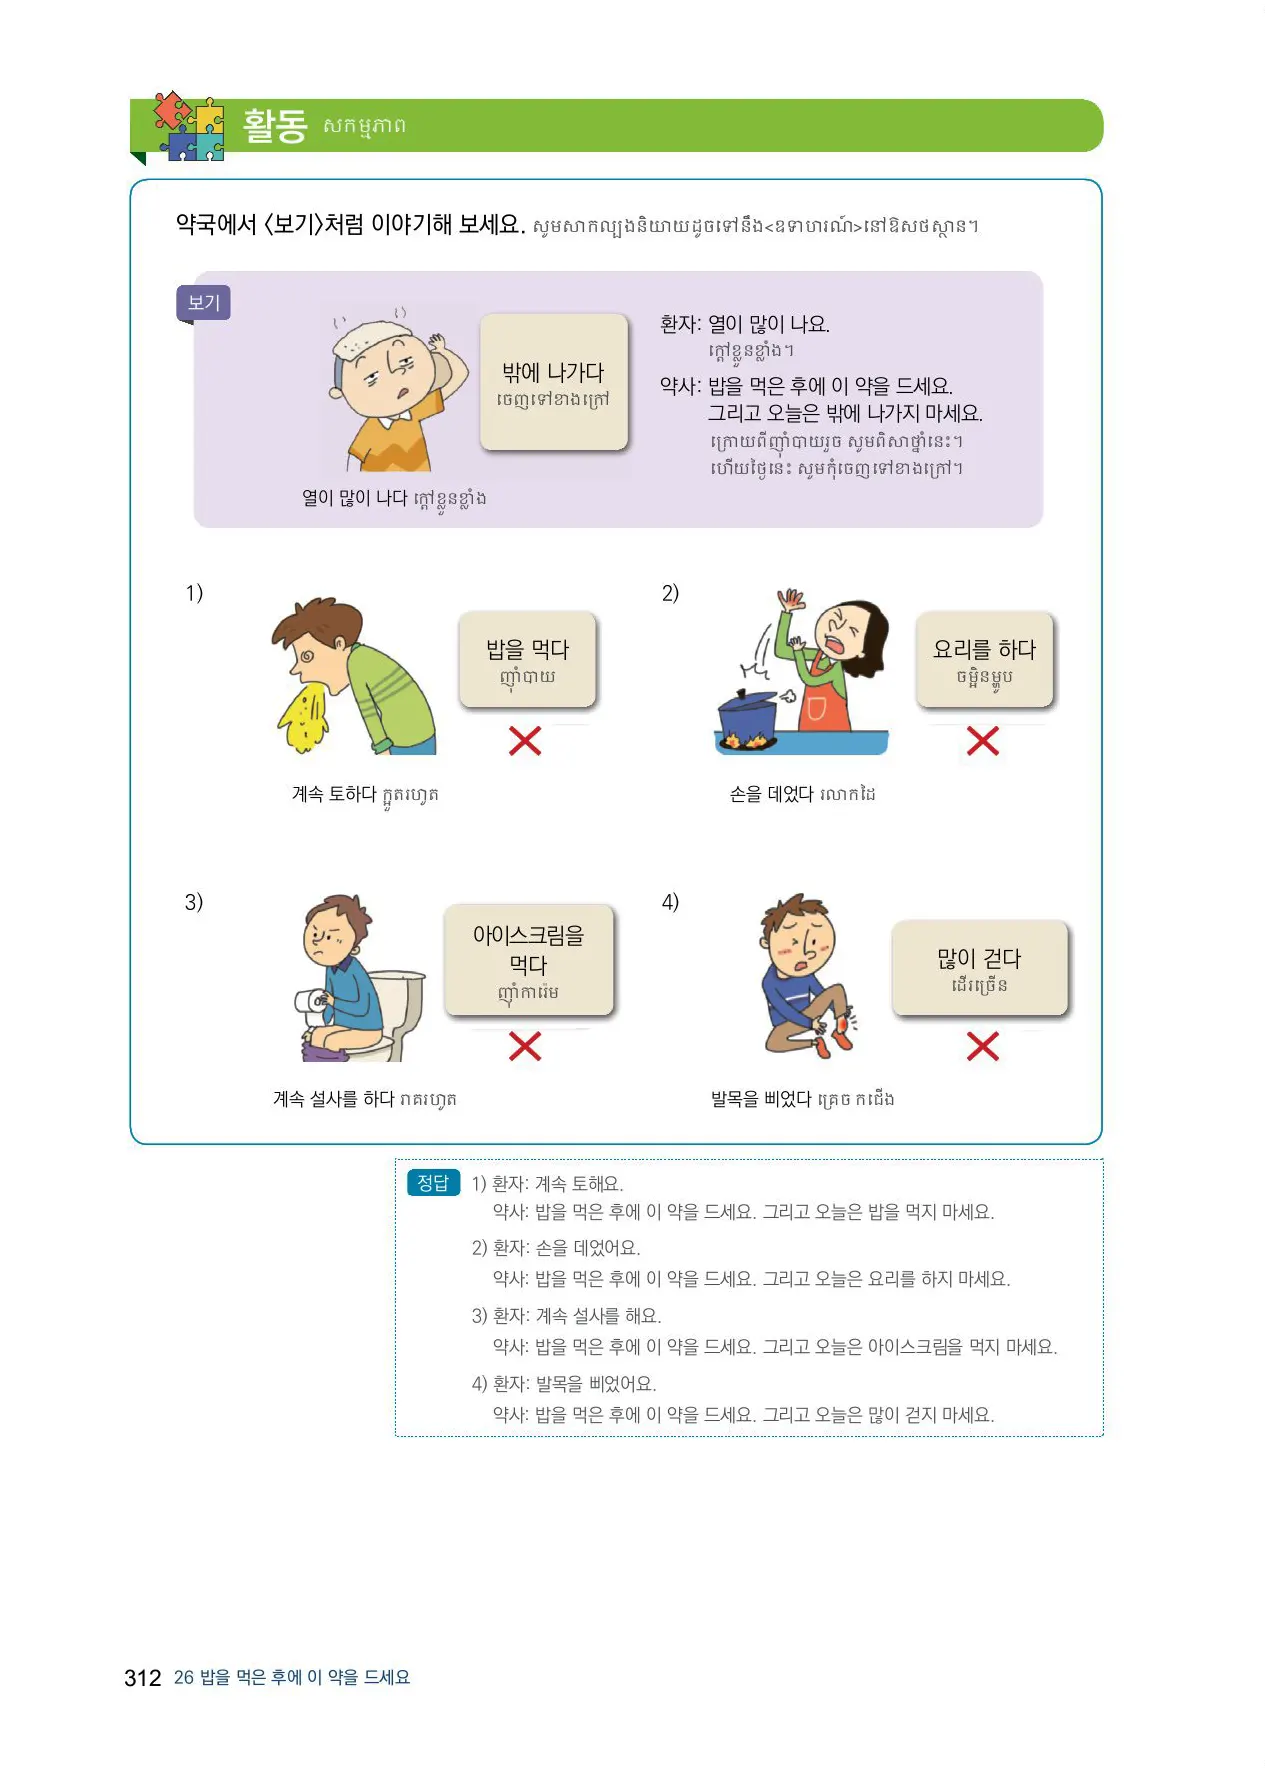 활동 សកម្មភាព
약국에서 <보기>처럼 이야기해 보세요. សូមសាកល្បងនិយាយដូចទៅនឹង<ឧទាហរណ៍>នៅឱសថស្ថាន។
보기
밖에 나가다
ចេញទៅខាងក្រៅ
열이 많이 나다 ក្តៅខ្លួនខ្លាំង
환자: 열이 많이 나요.
ក្តៅខ្លួនខ្លាំង។
약사: 밥을 먹은 후에 이 약을 드세요.
그리고 오늘은 밖에 나가지 마세요.
ក្រោយពីញ៉ាំបាយរួច សូមពិសាថ្នាំនេះ។
ហើយថ្ងៃនេះ សូមកុំចេញទៅខាងក្រៅ។
1)
밥을 먹다
ញ៉ាំបាយ
계속 토하다 ក្អួតរហូត
2)
요리를 하다
ចម្អិនម្ហូប
손을 데었다 រលាកដៃ
3)
아이스크림을
먹다
ញ៉ាំការ៉េម
계속 설사를 하다 រាគរហូត
4)
많이 걷다
ដើរច្រើន
발목을 삐었다 គ្រេច កជើង
정답
1) 환자: 계속 토해요.
약사: 밥을 먹은 후에 이 약을 드세요. 그리고 오늘은 밥을 먹지 마세요.
2) 환자: 손을 데었어요.
약사: 밥을 먹은 후에 이 약을 드세요. 그리고 오늘은 요리를 하지 마세요.
3) 환자: 계속 설사를 해요.
약사: 밥을 먹은 후에 이 약을 드세요. 그리고 오늘은 아이스크림을 먹지 마세요.
4) 환자: 발목을 삐었어요.
약사: 밥을 먹은 후에 이 약을 드세요. 그리고 오늘은 많이 걷지 마세요.
312 26 밥을 먹은 후에 이 약을 드세요